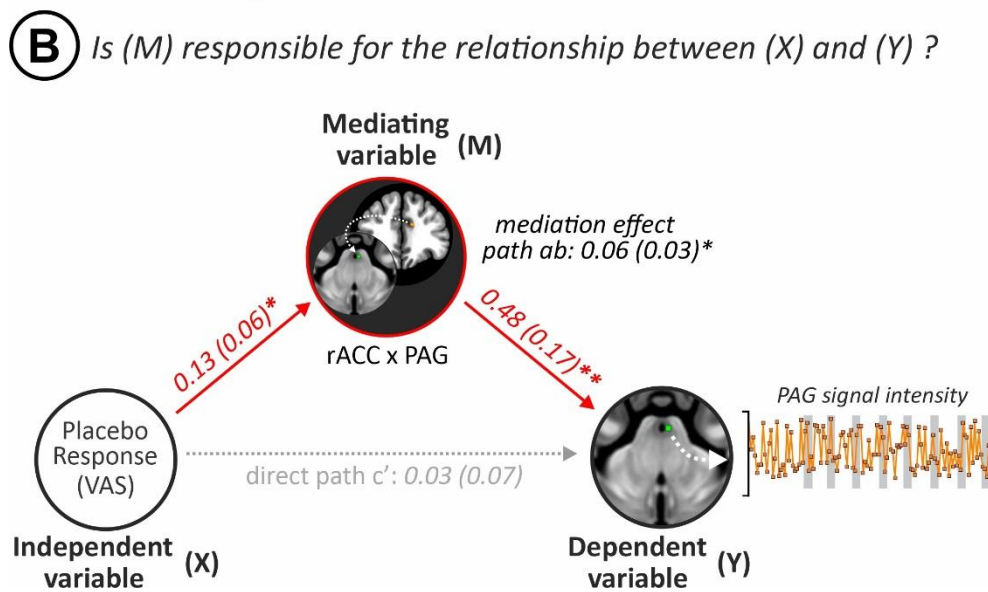 B Is (M) responsible for the relationship between (X) and (Y) ?
Mediating
variable (M)
mediation effect
path ab: 0.06 (0.03)*
0.13 (0.06)*
0.48 (0.17)**
rACC x PAG
PAG signal intensity
Placebo
Response
(VAS)
direct path c’: 0.03 (0.07)
Independent
variable (X)
Dependent
variable (Y)